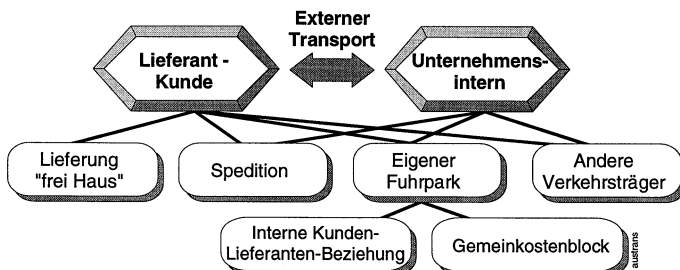 Externer
Transport
Lieferant -
Kunde
Unternehmens-
intern
Lieferung
"frei Haus"
Spedition
Eigener
Fuhrpark
Andere
Verkehrsträger
Interne Kunden-
Lieferanten-Beziehung
Gemeinkostenblock
austrans